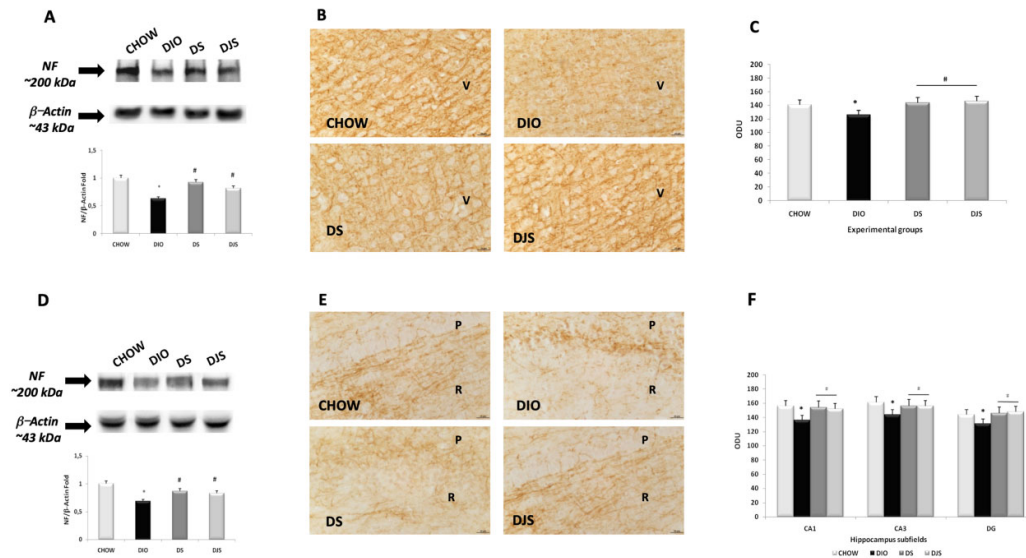 A
CHOW
DIO
DS
DJS
NF
~200 kDa
β–Actin
~43 kDa
NF/β-Actin Fold
1,5
1
0,5
0
*
#
#
CHOW
DIO
DS
DJS
B
V
CHOW
V
DIO
V
DS
V
DJS
C
ODU
200
180
160
140
120
100
80
60
40
20
0
*
#
CHOW
DIO
DS
DJS
Experimental groups
D
CHOW
DIO
DS
DJS
NF
~200 kDa
β–Actin
~43 kDa
NF/β-Actin Fold
1,5
1
0,5
0
*
#
#
CHOW
DIO
DS
DJS
E
P
R
CHOW
P
R
DIO
P
R
DS
P
R
DJS
F
ODU
200
180
160
140
120
100
80
60
40
20
0
*
#
*
#
*
#
CA1
CA3
DG
Hippocampus subfields
CHOW
DIO
DS
DJS